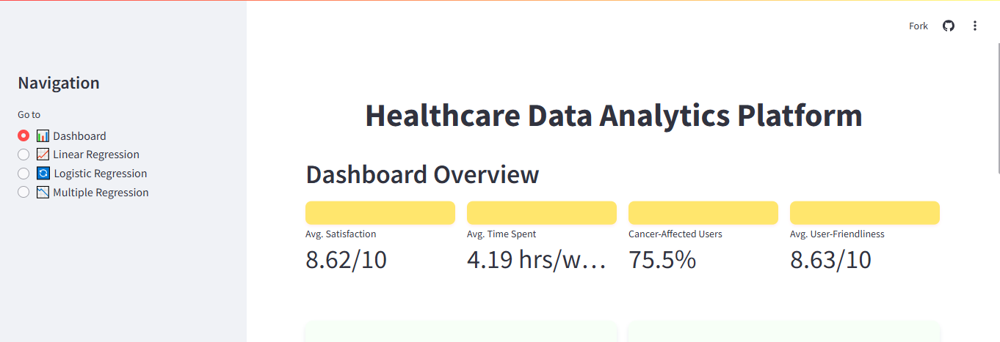 Fork
Navigation
Go to
Dashboard
Linear Regression
Logistic Regression
Multiple Regression
Healthcare Data Analytics Platform
Dashboard Overview
Avg. Satisfaction
8.62/10
Avg. Time Spent
4.19 hrs/w...
Cancer-Affected Users
75.5%
Avg. User-Friendliness
8.63/10